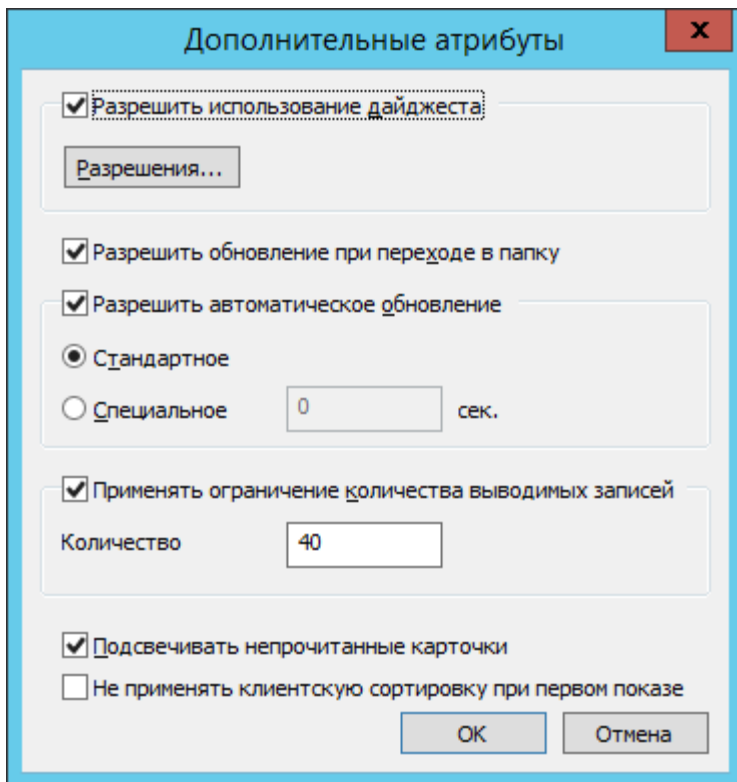 Дополнительные атрибуты
x
Разрешить использование дайджеста
Разрешения...
Разрешить обновление при переходе в папку
Разрешить автоматическое обновление
Стандартное
Специальное 0 сек.
Применять ограничение количества выводимых записей
Количество 40
Подсвечивать непрочитанные карточки
Не применять клиентскую сортировку при первом показе
OK Отмена